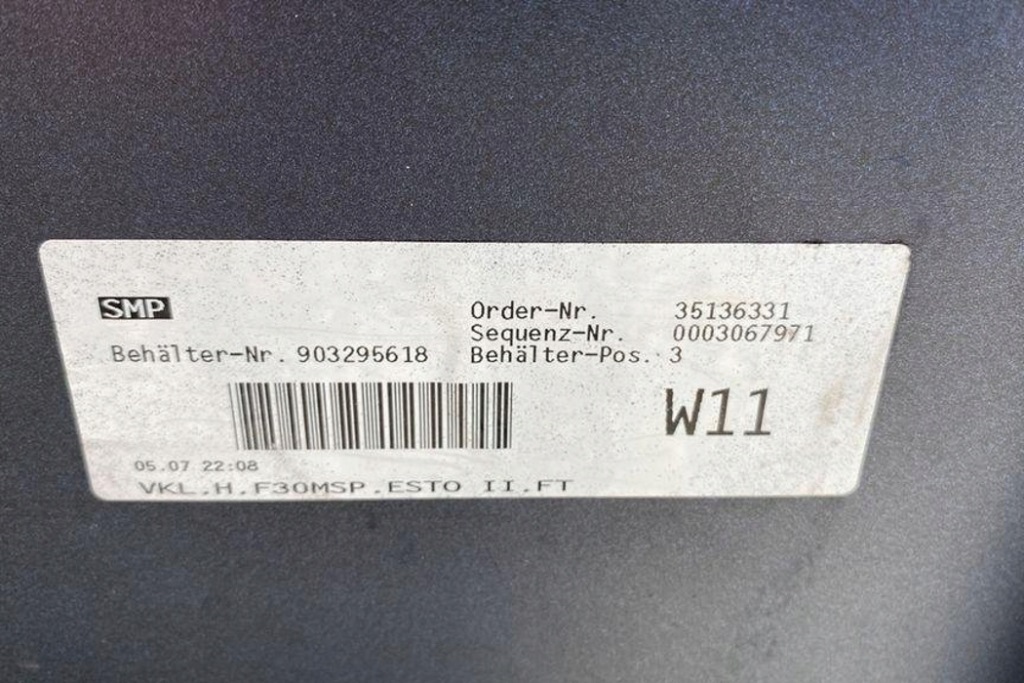 SMP
Order-Nr. 35136331
Sequenz-Nr. 0003067971
Behälter-Nr. 903295618 Behälter-Pos. 3
W11
05.07 22:08
VKL.H.F30MSP.ESTO II.FT